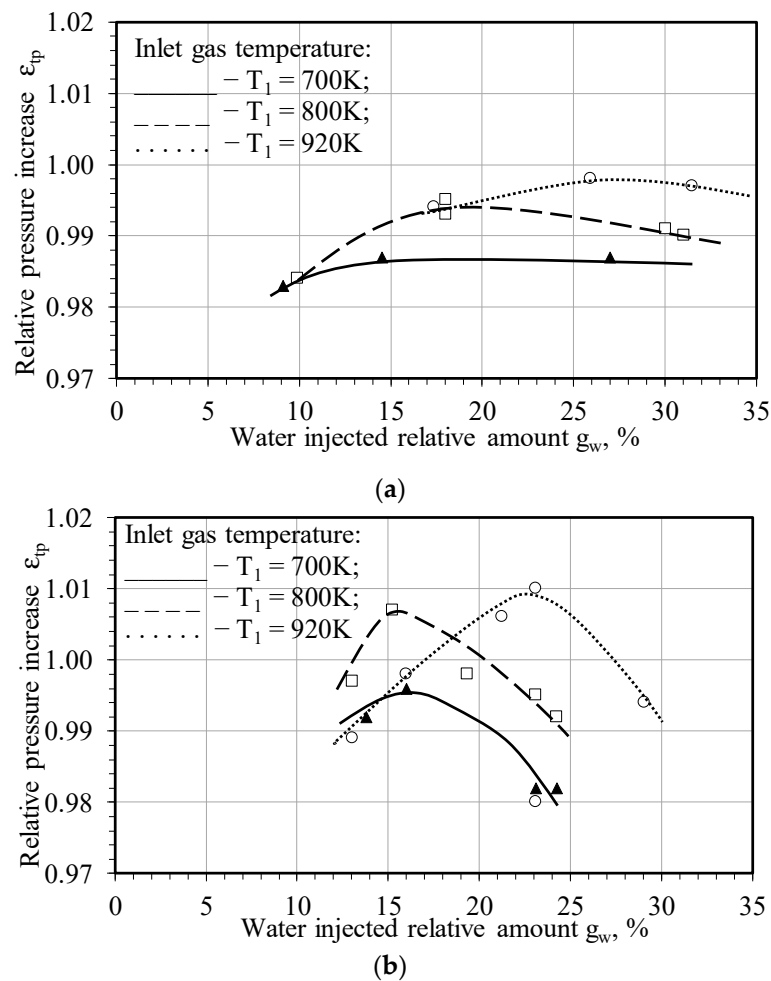 Relative pressure increase ε_tp
1.02
1.01
1.00
0.99
0.98
0.97
Inlet gas temperature:
− T₁ = 700K;
− T₁ = 800K;
− T₁ = 920K
0 5 10 15 20 25 30 35
Water injected relative amount g_w, %
(a)
Relative pressure increase ε_tp
1.02
1.01
1.00
0.99
0.98
0.97
Inlet gas temperature:
− T₁ = 700K;
− T₁ = 800K;
− T₁ = 920K
0 5 10 15 20 25 30 35
Water injected relative amount g_w, %
(b)